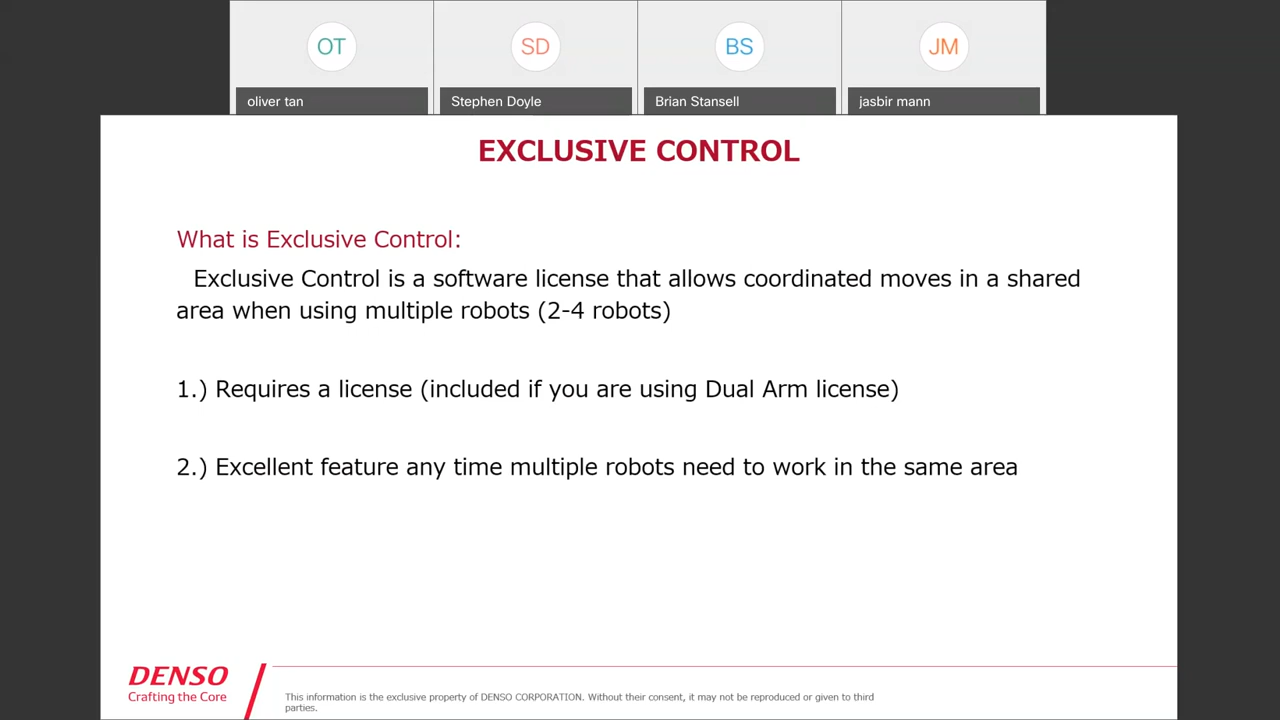 OT
SD
BS
JM
oliver tan
Stephen Doyle
Brian Stansell
jasbir mann
EXCLUSIVE CONTROL
What is Exclusive Control:
Exclusive Control is a software license that allows coordinated moves in a shared
area when using multiple robots (2-4 robots)
1.) Requires a license (included if you are using Dual Arm license)
2.) Excellent feature any time multiple robots need to work in the same area
DENSO
Crafting the Core
This information is the exclusive property of DENSO CORPORATION. Without their consent, it may not be reproduced or given to third
parties.